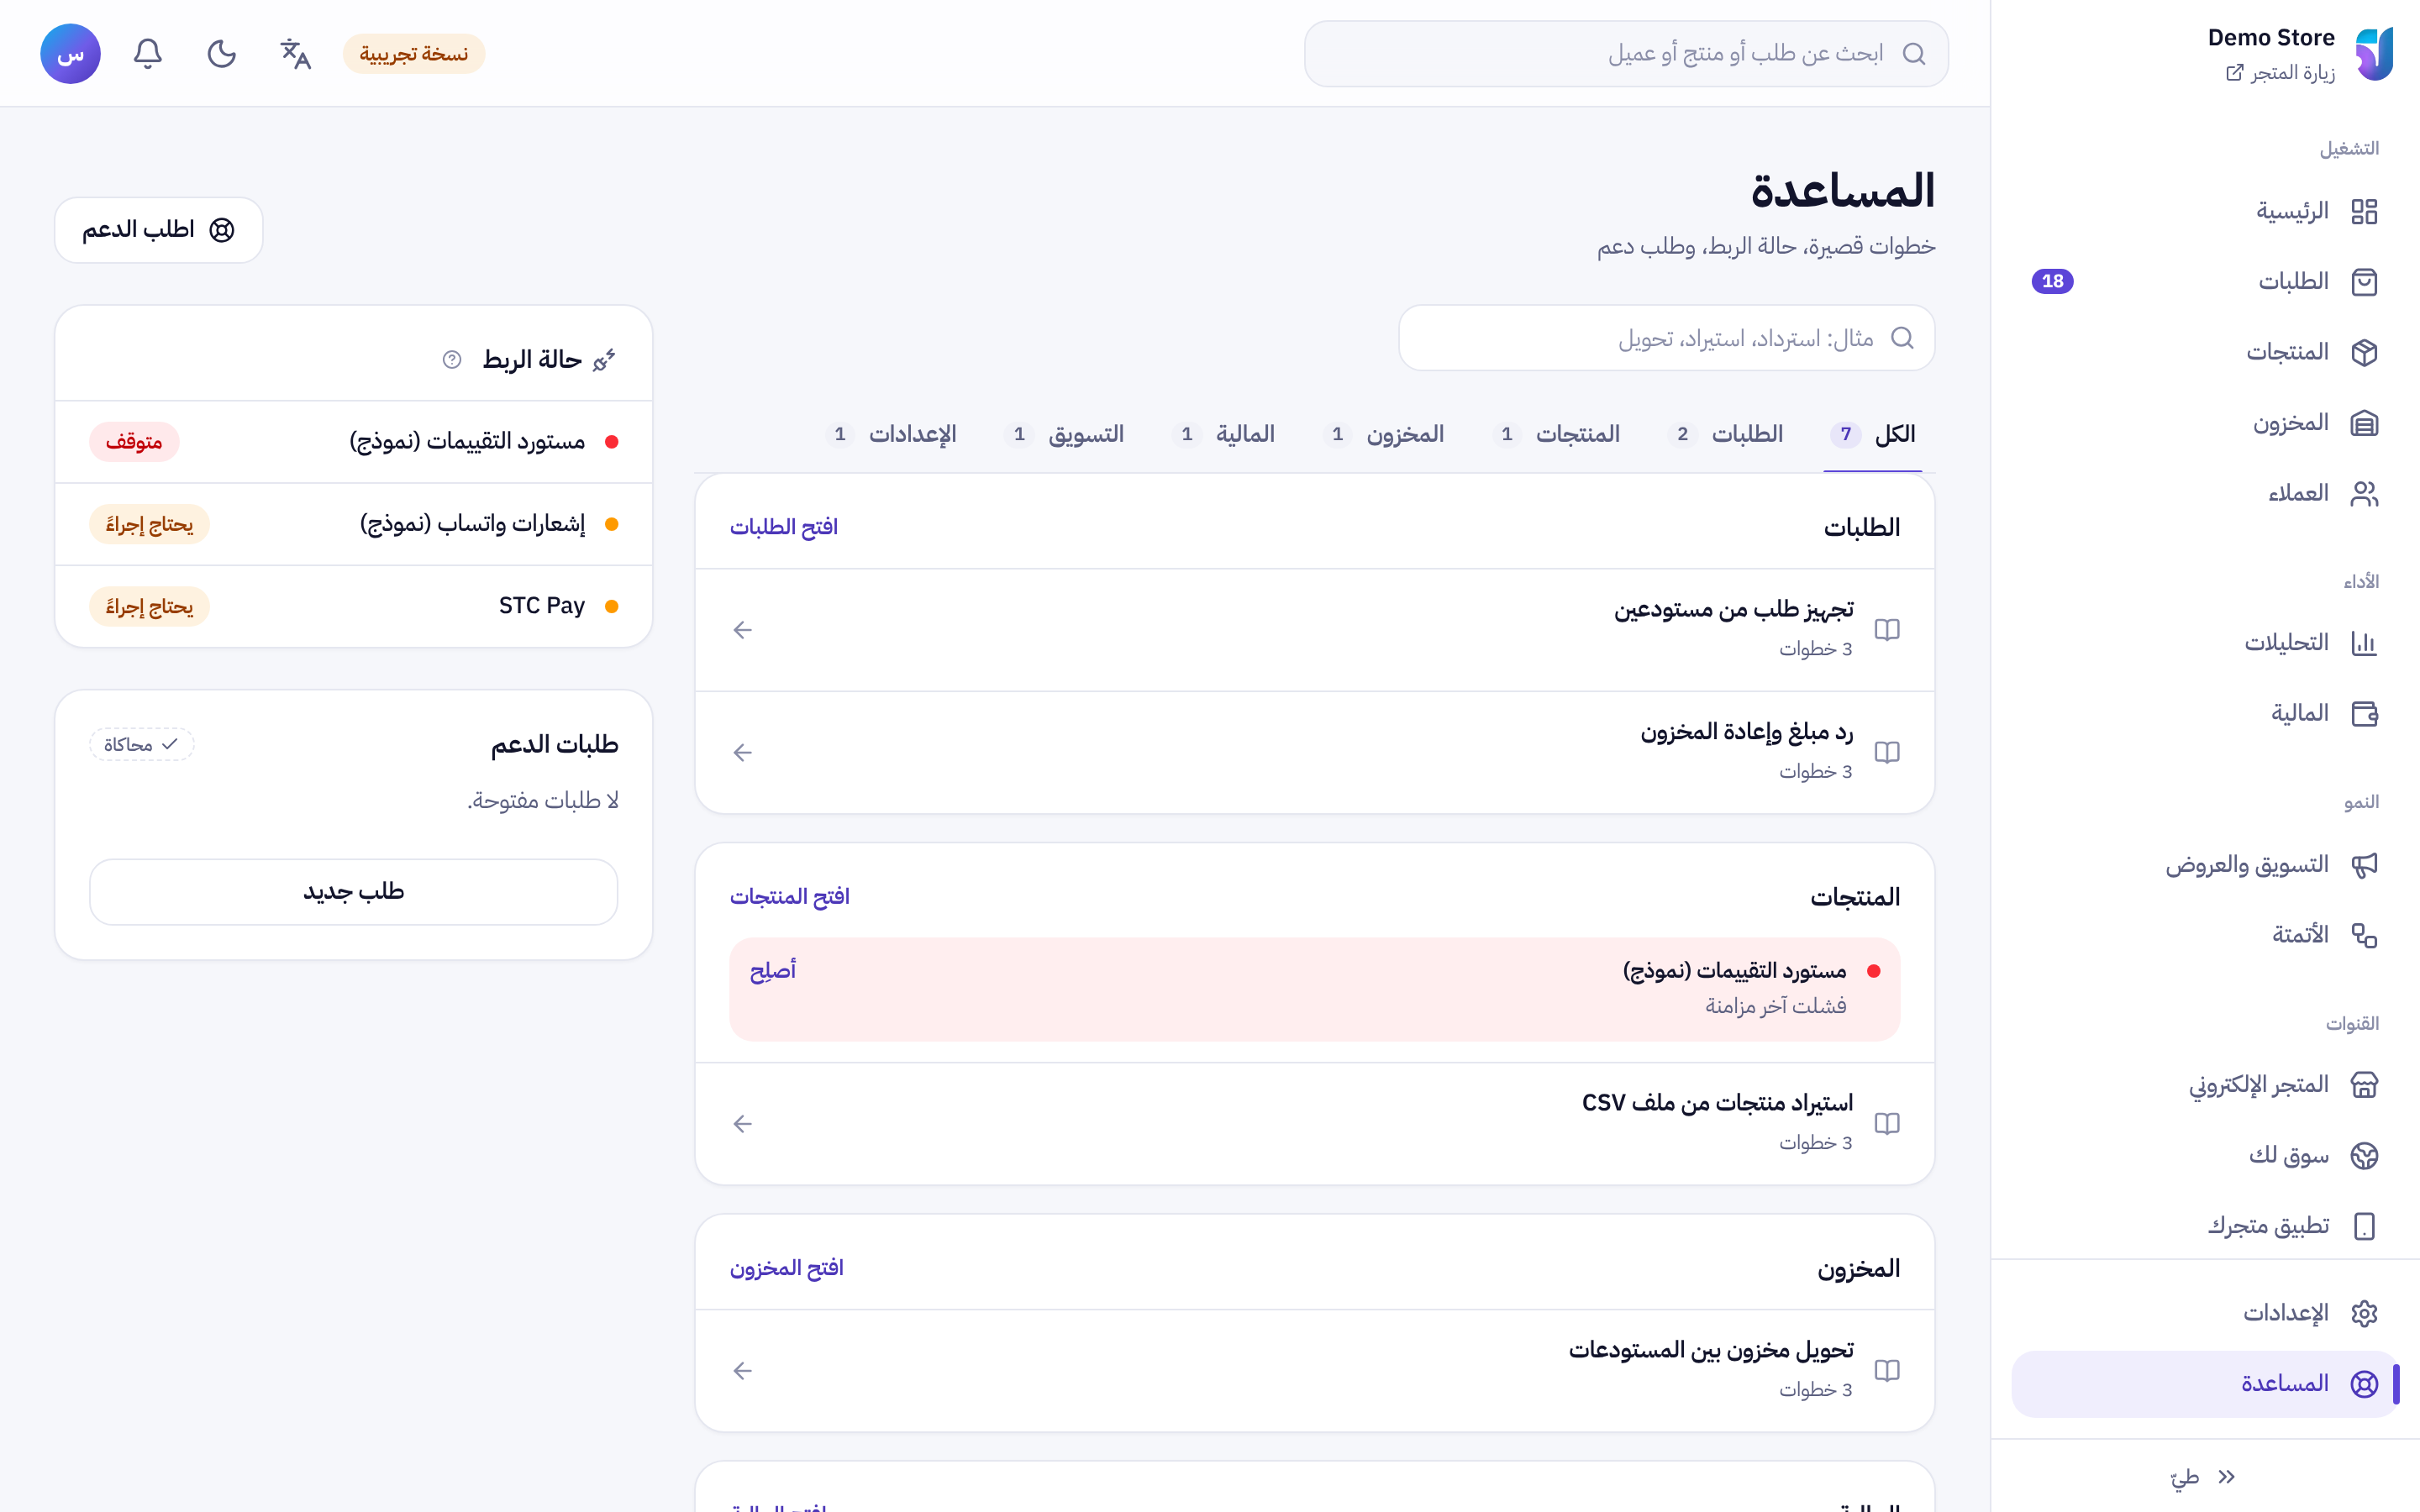 Demo Store
زيارة المتجر
التشغيل
الرئيسية
الطلبات 18
المنتجات
المخزون
العملاء
الأداء
التحليلات
المالية
النمو
التسويق والعروض
الأتمتة
القنوات
المتجر الإلكتروني
سوق لك
تطبيق متجرك
الإعدادات
المساعدة
طيّ
ابحث عن طلب أو منتج أو عميل
نسخة تجريبية
س
المساعدة
خطوات قصيرة، حالة الربط، وطلب دعم
اطلب الدعم
مثال: استرداد، استيراد، تحويل
الكل 7 الطلبات 2 المنتجات 1 المخزون 1 المالية 1 التسويق 1 الإعدادات 1
الطلبات افتح الطلبات
تجهيز طلب من مستودعين
3 خطوات
رد مبلغ وإعادة المخزون
3 خطوات
المنتجات افتح المنتجات
مستورد التقييمات (نموذج) أصلِح
فشلت آخر مزامنة
استيراد منتجات من ملف CSV
3 خطوات
المخزون افتح المخزون
تحويل مخزون بين المستودعات
3 خطوات
حالة الربط
مستورد التقييمات (نموذج) متوقف
إشعارات واتساب (نموذج) يحتاج إجراءً
STC Pay يحتاج إجراءً
طلبات الدعم محاكاة
لا طلبات مفتوحة.
طلب جديد